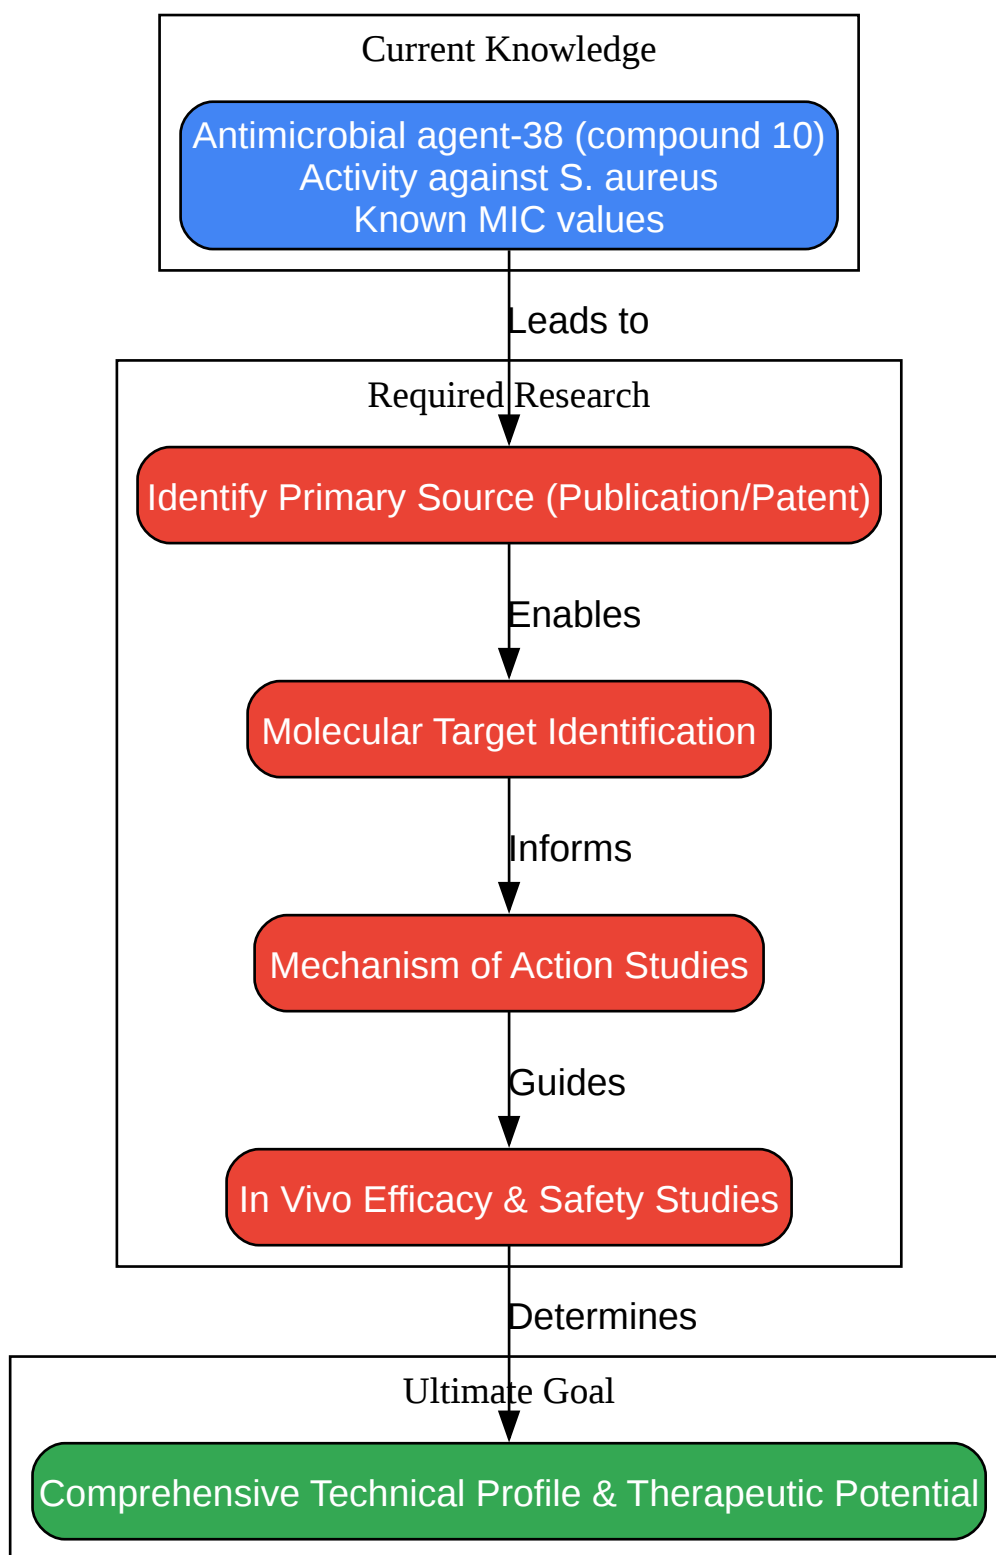 Current Knowledge
Antimicrobial agent-38 (compound 10)
Activity against S. aureus
Known MIC values
Leads to
Required Research
Identify Primary Source (Publication/Patent)
Enables
Molecular Target Identification
Informs
Mechanism of Action Studies
Guides
In Vivo Efficacy & Safety Studies
Determines
Ultimate Goal
Comprehensive Technical Profile & Therapeutic Potential